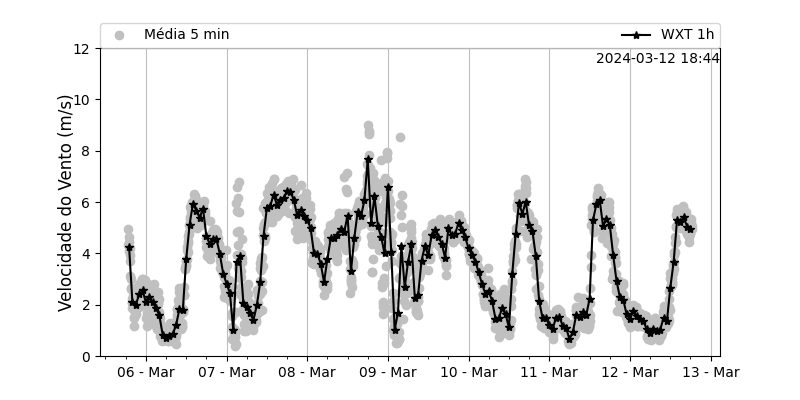 Média 5 min
WXT 1h
2024-03-12 18:44
Velocidade do Vento (m/s)
12
10
8
6
4
2
0
06 - Mar
07 - Mar
08 - Mar
09 - Mar
10 - Mar
11 - Mar
12 - Mar
13 - Mar